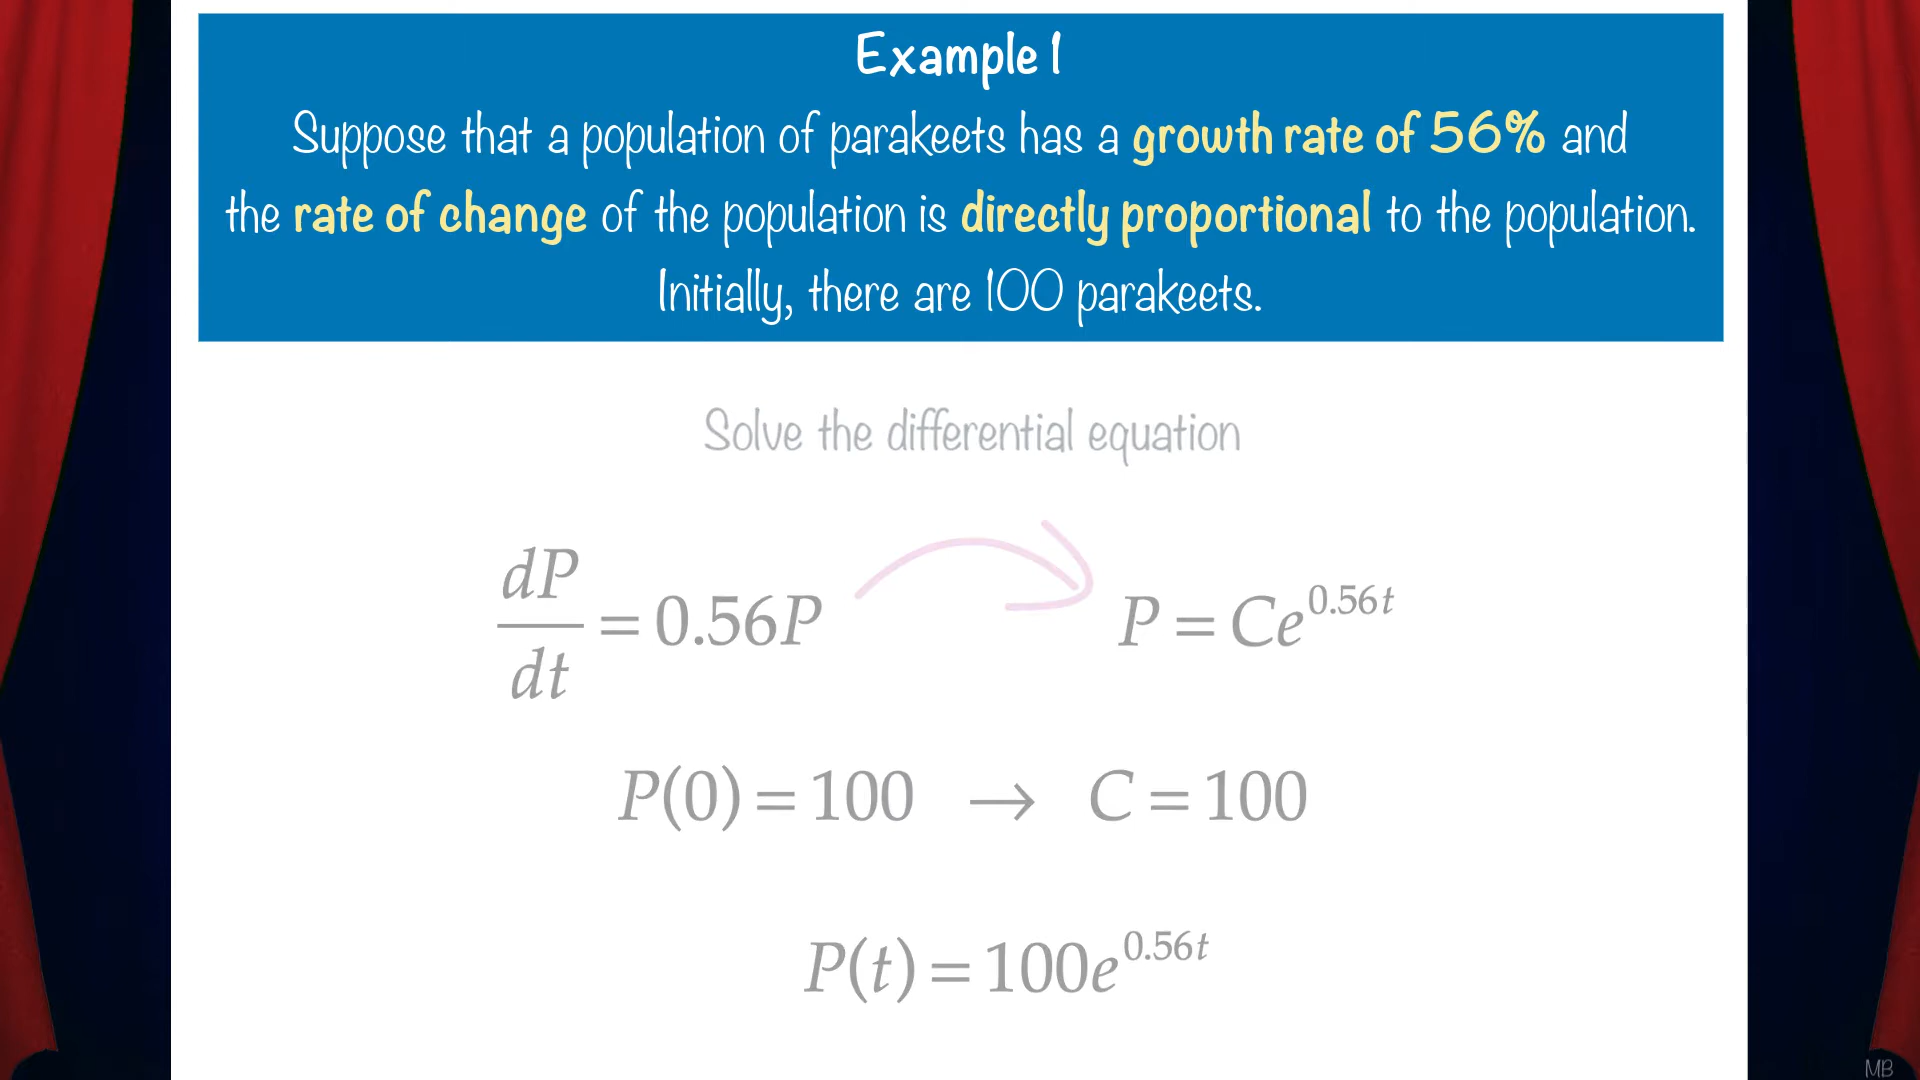 Example 1
Suppose that a population of parakeets has a growth rate of 56% and
the rate of change of the population is directly proportional to the population.
Initially, there are 100 parakeets.
Solve the differential equation
dP/dt = 0.56P P = Ce^{0.56t}
P(0) = 100 → C = 100
P(t) = 100e^{0.56t}
MB